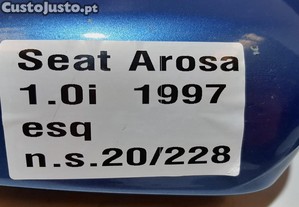 CustoJusto.pt
Seat Arosa
1.0i 1997
esq
n.s.20/228